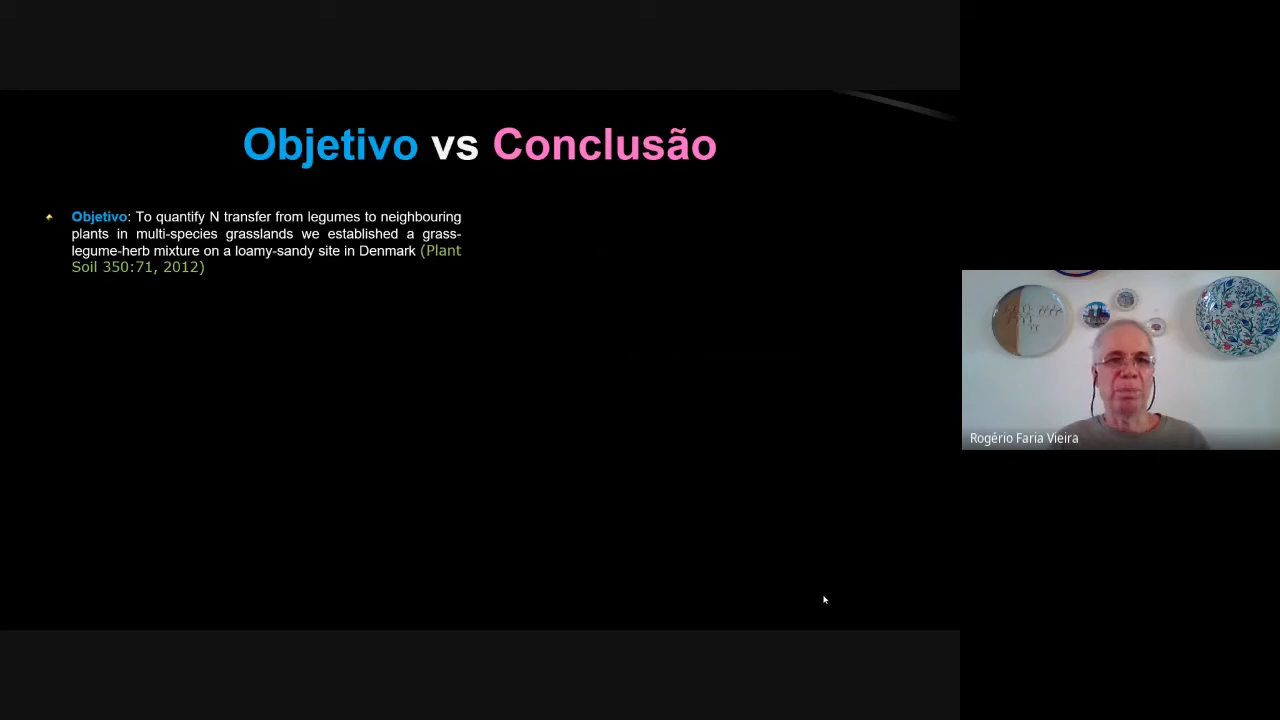 Objetivo vs Conclusão
Objetivo: To quantify N transfer from legumes to neighbouring
plants in multi-species grasslands we established a grass-
legume-herb mixture on a loamy-sandy site in Denmark (Plant
Soil 350:71, 2012)
Rogério Faria Vieira